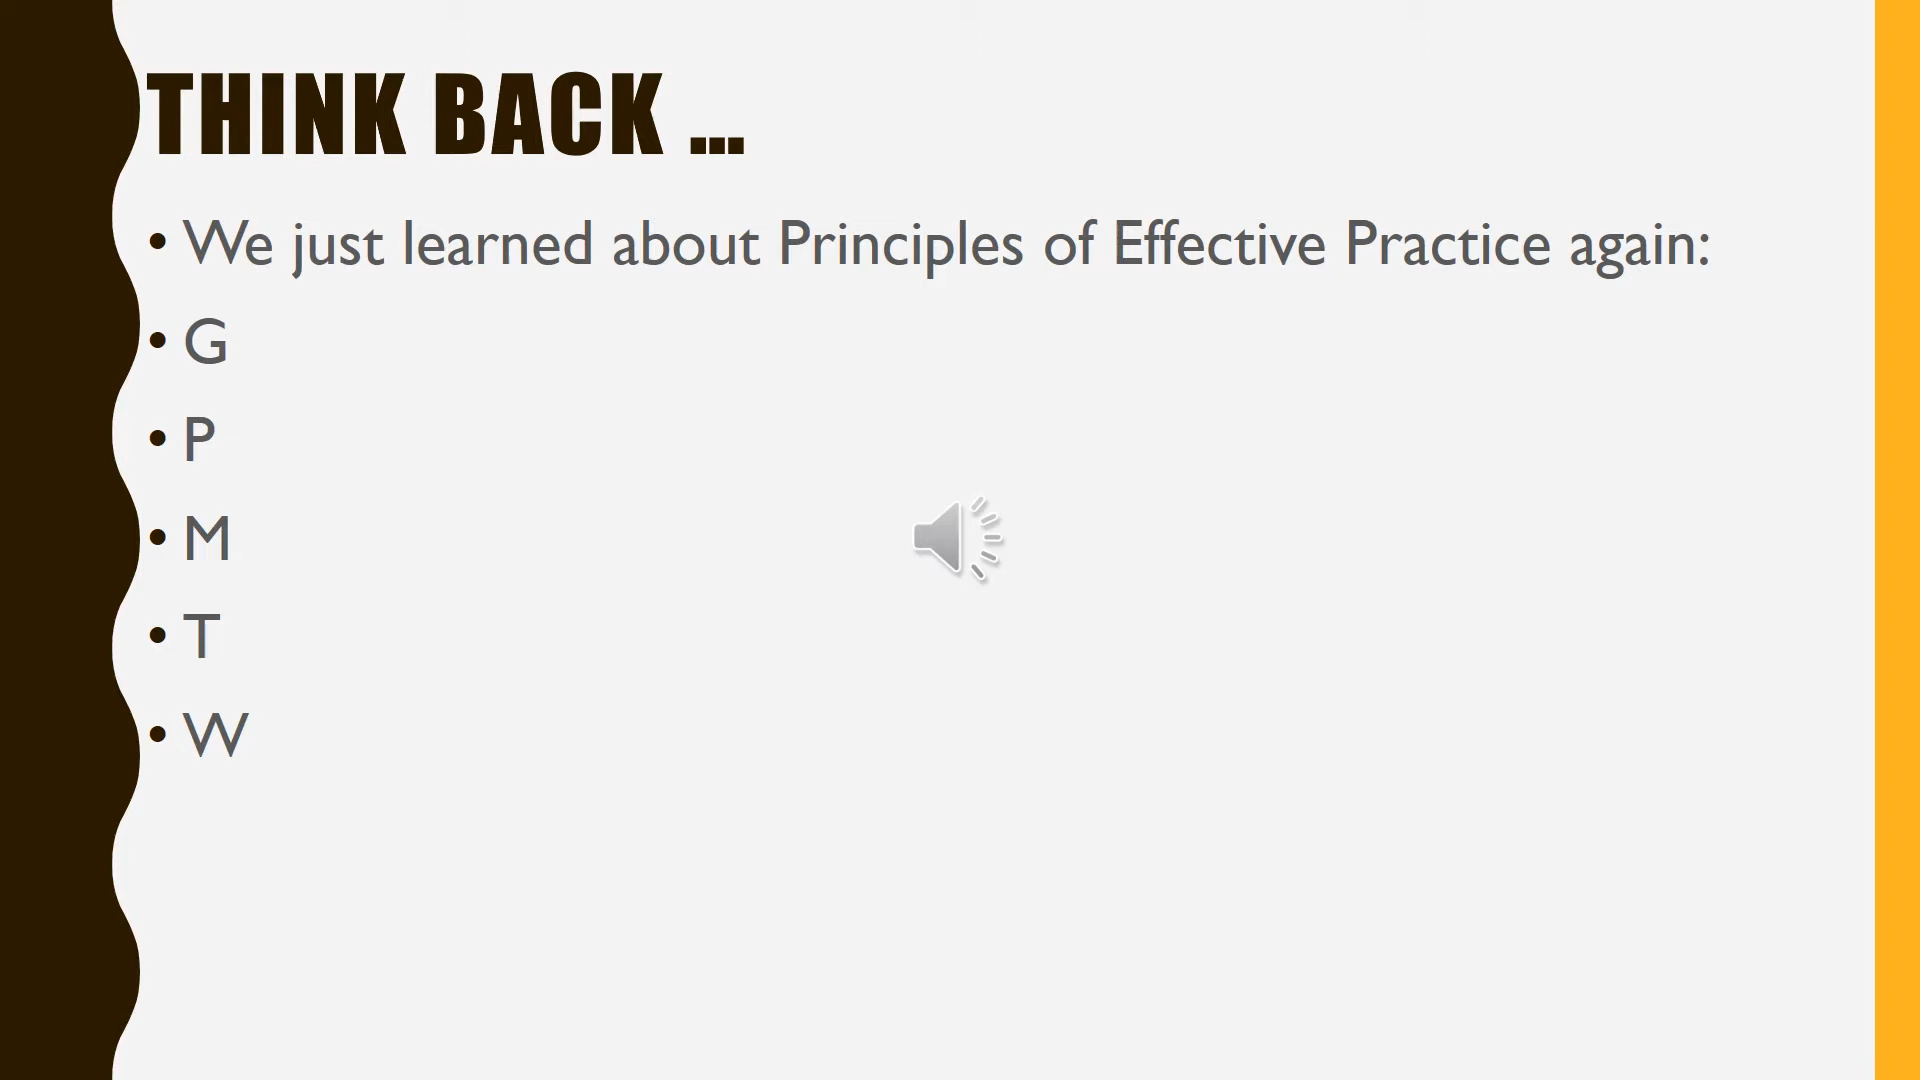 THINK BACK ...
• We just learned about Principles of Effective Practice again:
• G
• P
• M
• T
• W